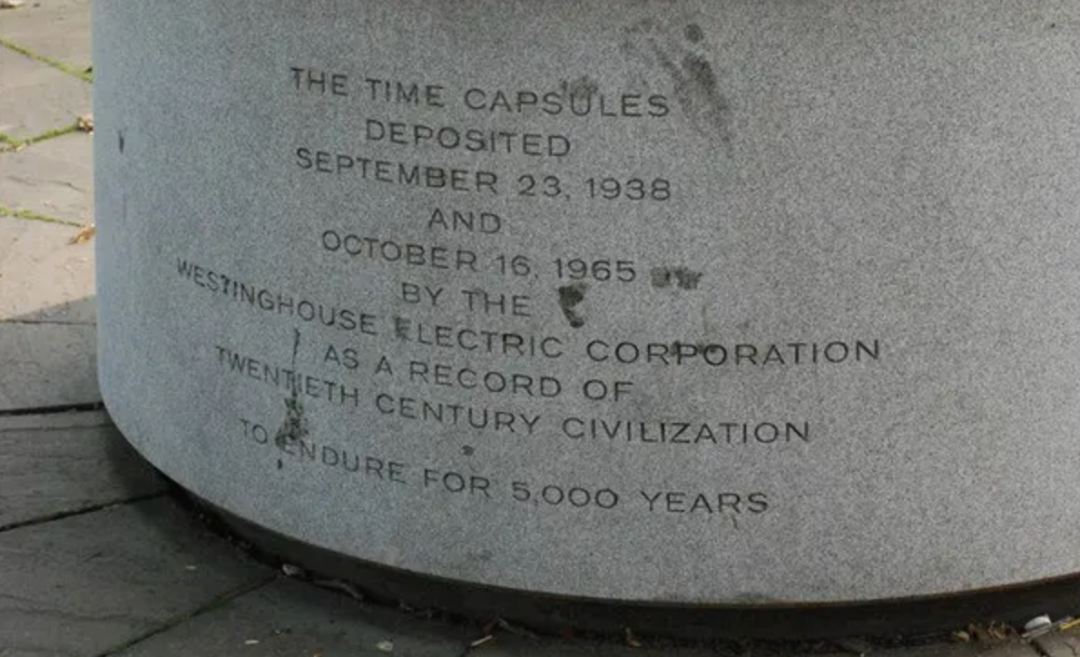 THE TIME CAPSULES
DEPOSITED
SEPTEMBER 23, 1938
AND
OCTOBER 16, 1965
BY THE
WESTINGHOUSE ELECTRIC CORPORATION
AS A RECORD OF
TWENTIETH CENTURY CIVILIZATION
TO ENDURE FOR 5,000 YEARS